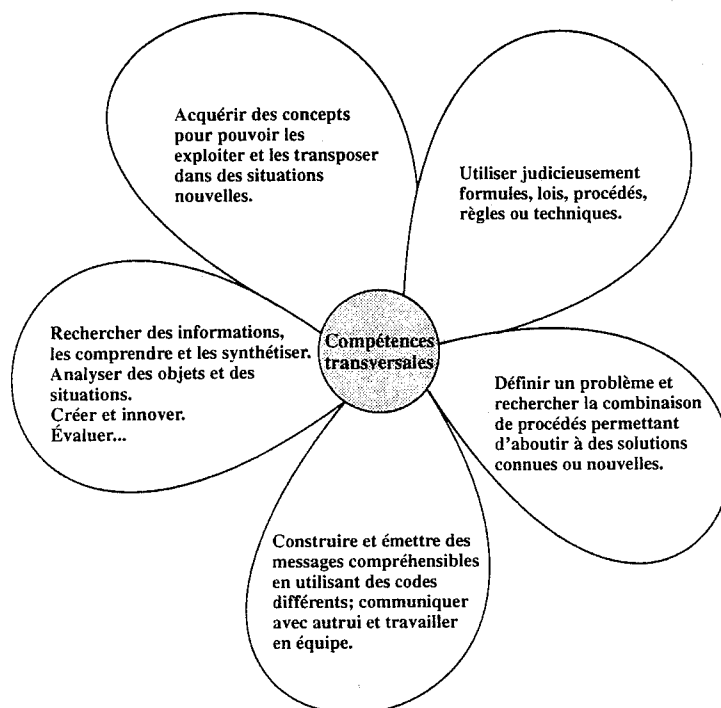 Acquérir des concepts
pour pouvoir les
exploiter et les transposer
dans des situations
nouvelles.
Utiliser judicieusement
formules, lois, procédés,
règles ou techniques.
Rechercher des informations,
les comprendre et les synthétiser.
Analyser des objets et des
situations.
Créer et innover.
Évaluer...
Compétences
transversales
Définir un problème et
rechercher la combinaison
de procédés permettant
d'aboutir à des solutions
connues ou nouvelles.
Construire et émettre des
messages compréhensibles
en utilisant des codes
différents; communiquer
avec autrui et travailler
en équipe.